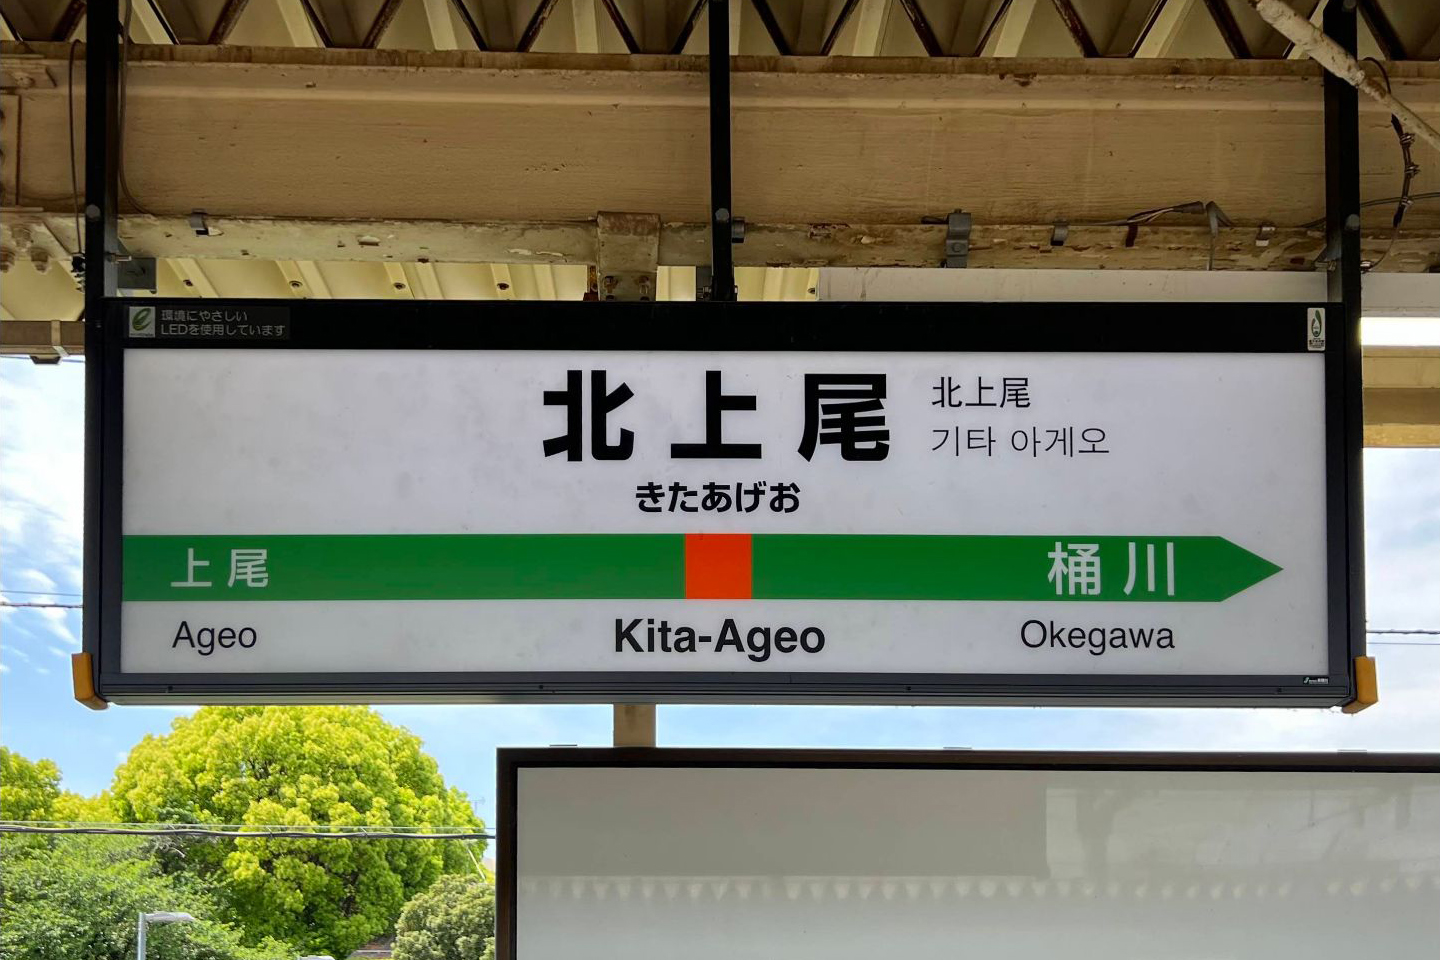 環境にやさしい
LEDを使用しています
北上尾
北上尾
기타 아게오
きたあげお
上尾
桶川
Ageo
Kita-Ageo
Okegawa